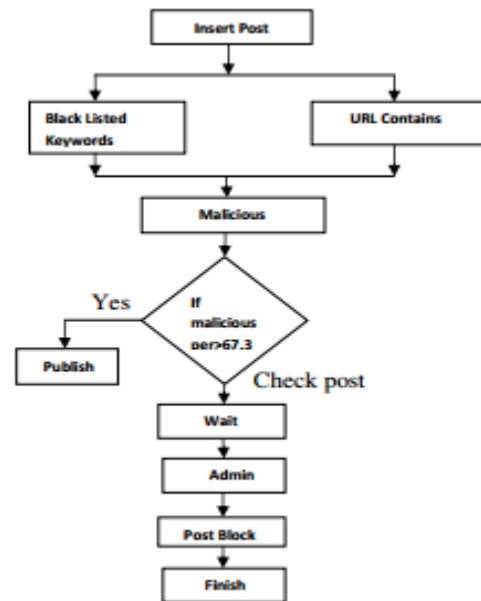 Insert Post
Black Listed
Keywords
URL Contains
Malicious
Yes
If
malicious
per>67.3
Publish
Check post
Wait
Admin
Post Block
Finish